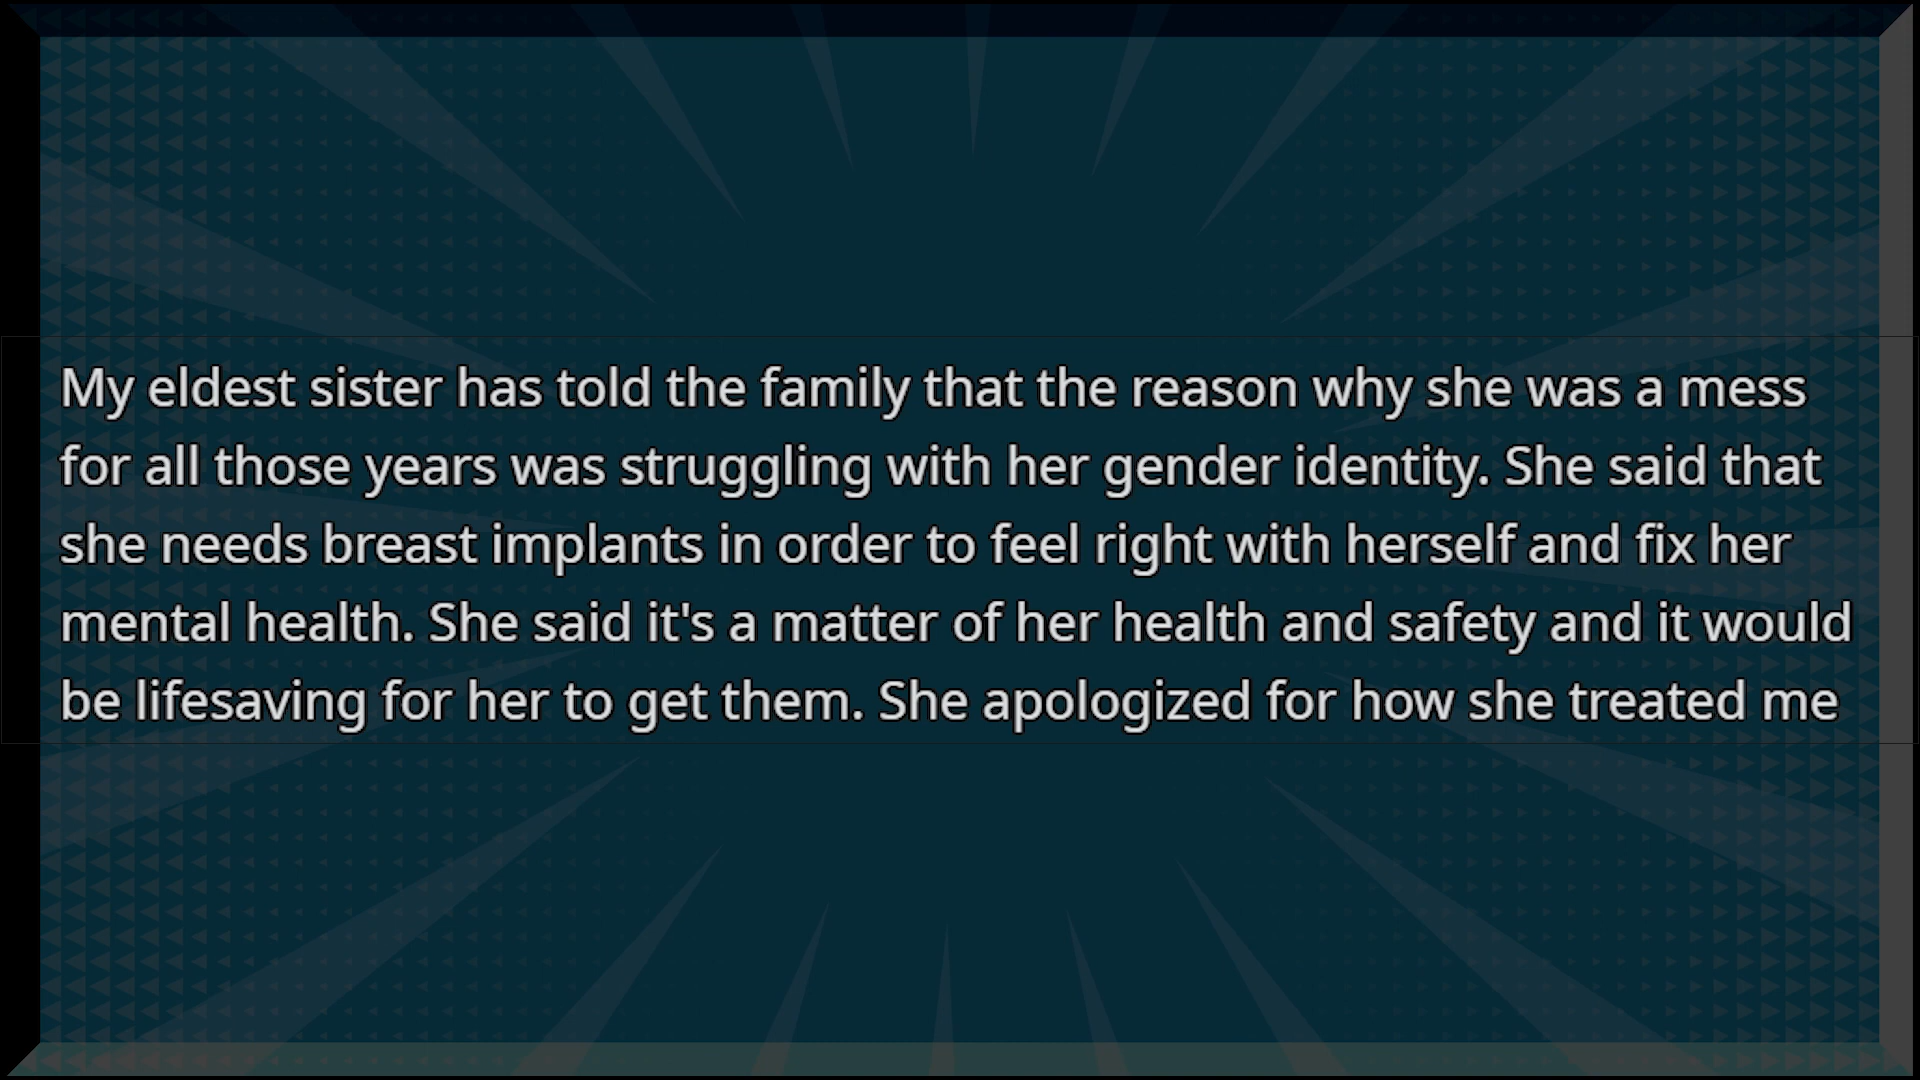 My eldest sister has told the family that the reason why she was a mess
for all those years was struggling with her gender identity. She said that
she needs breast implants in order to feel right with herself and fix her
mental health. She said it's a matter of her health and safety and it would
be lifesaving for her to get them. She apologized for how she treated me